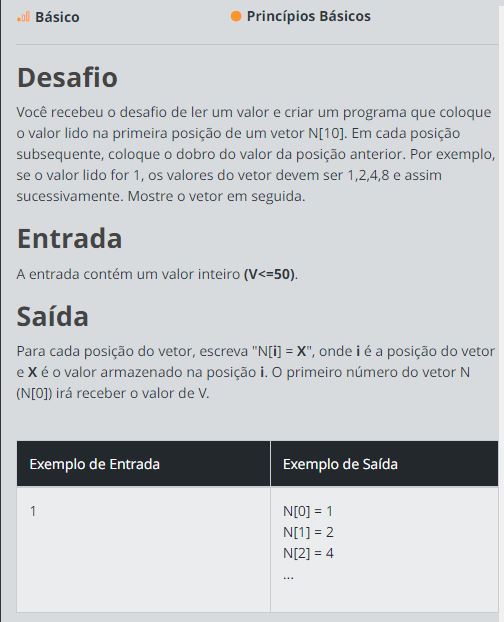 Básico
Princípios Básicos
Desafio
Você recebeu o desafio de ler um valor e criar um programa que coloque
o valor lido na primeira posição de um vetor N[10]. Em cada posição
subsequente, coloque o dobro do valor da posição anterior. Por exemplo,
se o valor lido for 1, os valores do vetor devem ser 1,2,4,8 e assim
sucessivamente. Mostre o vetor em seguida.
Entrada
A entrada contém um valor inteiro (V<=50).
Saída
Para cada posição do vetor, escreva "N[i] = X", onde i é a posição do vetor
e X é o valor armazenado na posição i. O primeiro número do vetor N
(N[0]) irá receber o valor de V.
Exemplo de Entrada
Exemplo de Saída
1
N[0] = 1
N[1] = 2
N[2] = 4
...